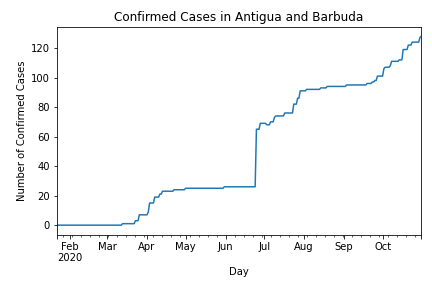 Confirmed Cases in Antigua and Barbuda
Number of Confirmed Cases
120
100
80
60
40
20
0
Feb Mar Apr May Jun Jul Aug Sep Oct
2020
Day